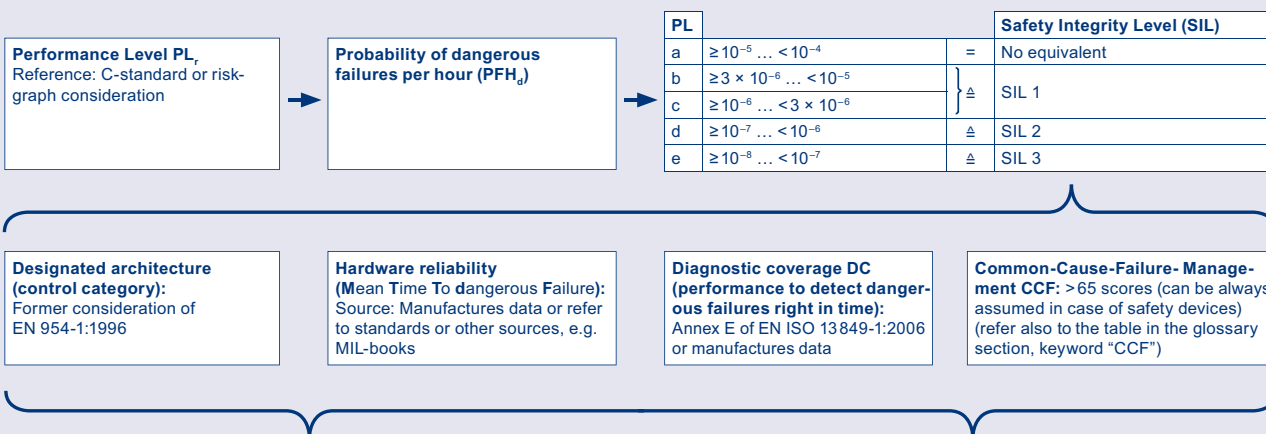 Performance Level PLr
Reference: C-standard or risk-
graph consideration
Probability of dangerous
failures per hour (PFHd)
PL Safety Integrity Level (SIL)
a ≥10⁻⁵ … <10⁻⁴ = No equivalent
b ≥3 × 10⁻⁶ … <10⁻⁵
≙ SIL 1
c ≥10⁻⁶ … <3 × 10⁻⁶
d ≥10⁻⁷ … <10⁻⁶ ≙ SIL 2
e ≥10⁻⁸ … <10⁻⁷ ≙ SIL 3
Designated architecture
(control category):
Former consideration of
EN 954-1:1996
Hardware reliability
(Mean Time To dangerous Failure):
Source: Manufactures data or refer
to standards or other sources, e.g.
MIL-books
Diagnostic coverage DC
(performance to detect danger-
ous failures right in time):
Annex E of EN ISO 13849-1:2006
or manufactures data
Common-Cause-Failure- Manage-
ment CCF: >65 scores (can be always
assumed in case of safety devices)
(refer also to the table in the glossary
section, keyword “CCF”)